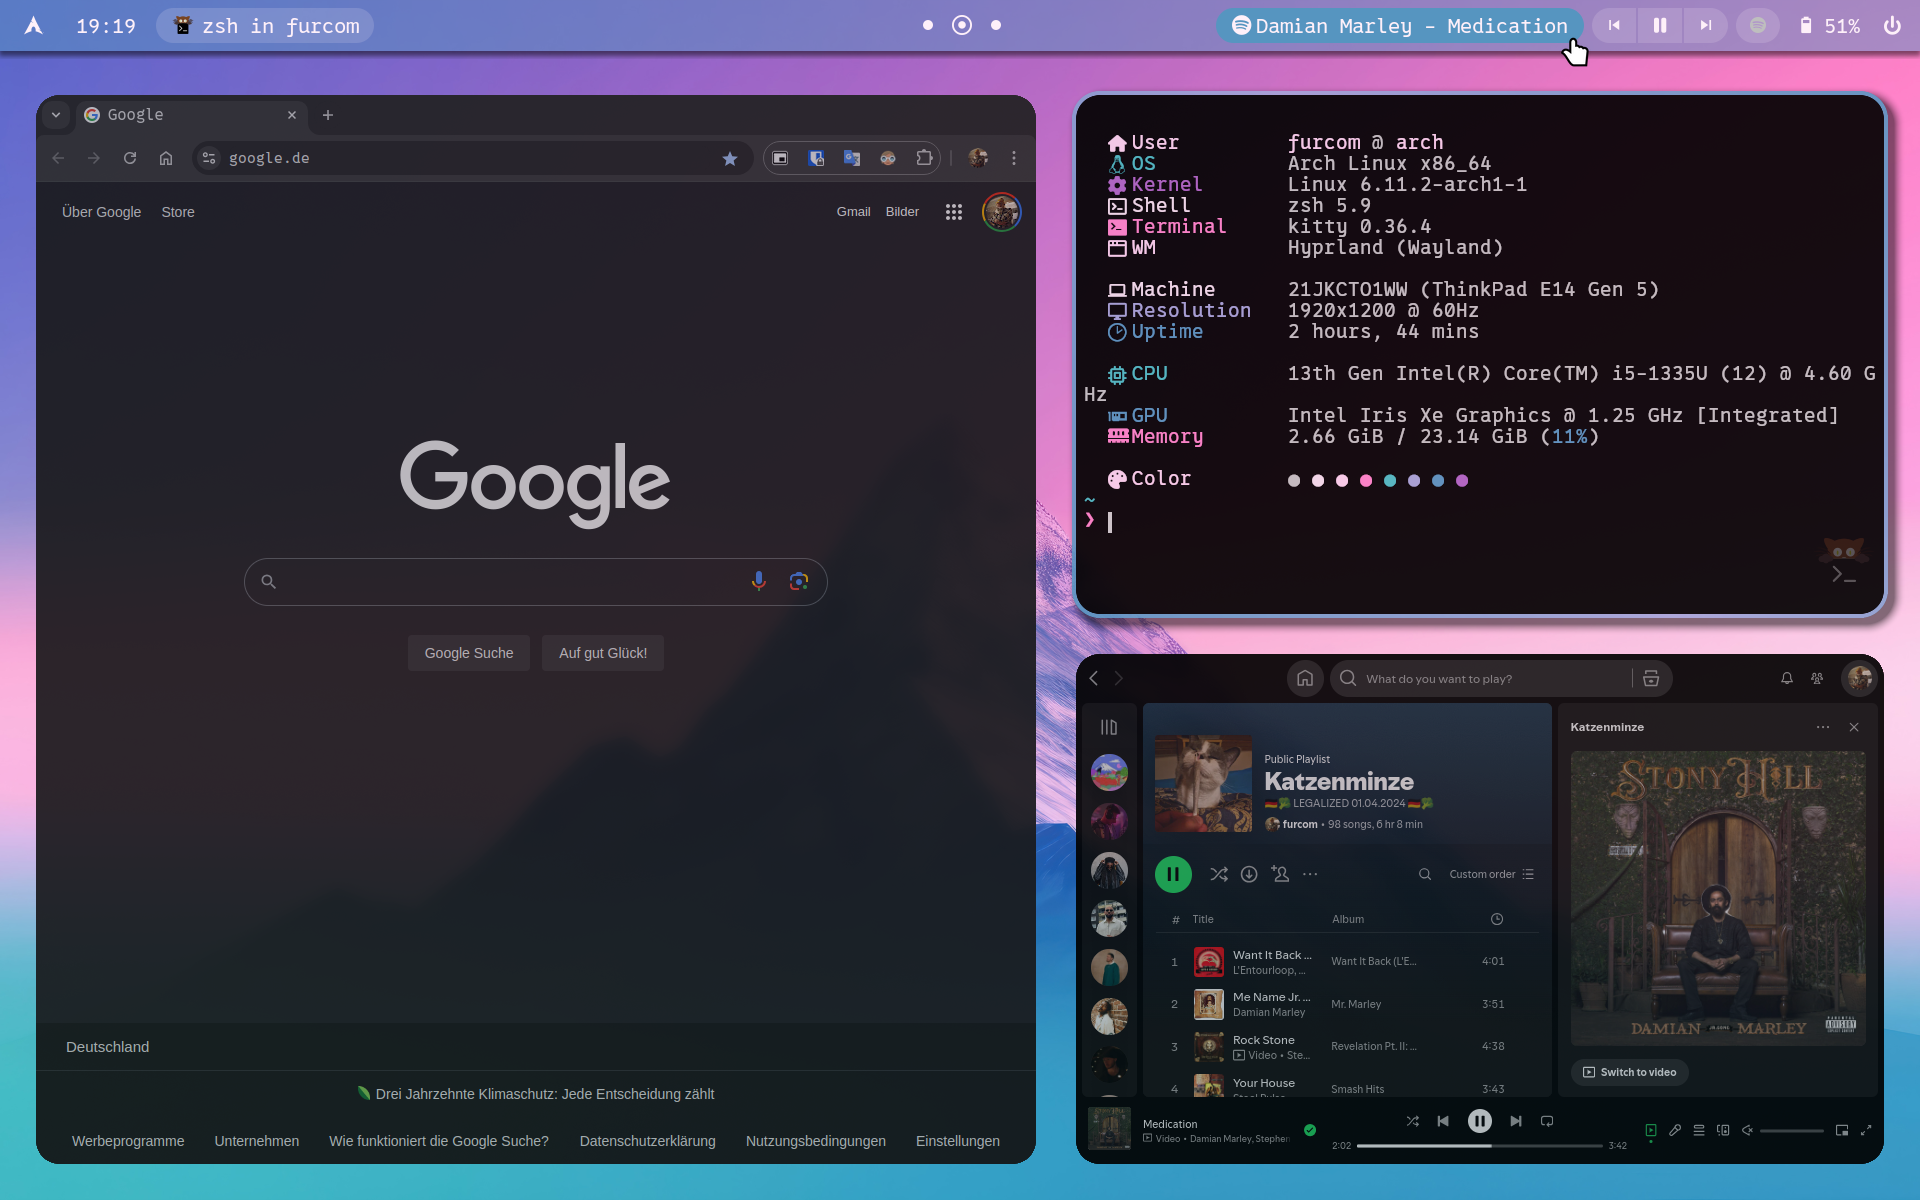 19:19
zsh in furcom
Damian Marley - Medication
51%
Google
google.de
Über Google
Store
Gmail
Bilder
Google
Google Suche
Auf gut Glück!
Deutschland
Drei Jahrzehnte Klimaschutz: Jede Entscheidung zählt
Werbeprogramme
Unternehmen
Wie funktioniert die Google Suche?
Datenschutzerklärung
Nutzungsbedingungen
Einstellungen
User furcom @ arch
OS Arch Linux x86_64
Kernel Linux 6.11.2-arch1-1
Shell zsh 5.9
Terminal kitty 0.36.4
WM Hyprland (Wayland)
Machine 21JKCTO1WW (ThinkPad E14 Gen 5)
Resolution 1920x1200 @ 60Hz
Uptime 2 hours, 44 mins
CPU 13th Gen Intel(R) Core(TM) i5-1335U (12) @ 4.60 G
Hz
GPU Intel Iris Xe Graphics @ 1.25 GHz [Integrated]
Memory 2.66 GiB / 23.14 GiB (11%)
Color
~
❯
What do you want to play?
Public Playlist
Katzenminze
LEGALIZED 01.04.2024
furcom • 98 songs, 6 hr 8 min
Custom order
# Title Album
1 Want It Back ... Want It Back (L'E... 4:01
L'Entourloop, ...
2 Me Name Jr. ... Mr. Marley 3:51
Damian Marley
3 Rock Stone Revelation Pt. II: ... 4:38
Video • Ste...
4 Your House Smash Hits 3:43
Steel Pulse
Katzenminze
STONY HILL
DAMIAN JR. GONG MARLEY
PARENTAL
ADVISORY
EXPLICIT CONTENT
Switch to video
Medication
Video • Damian Marley, Stephen
2:02
3:42